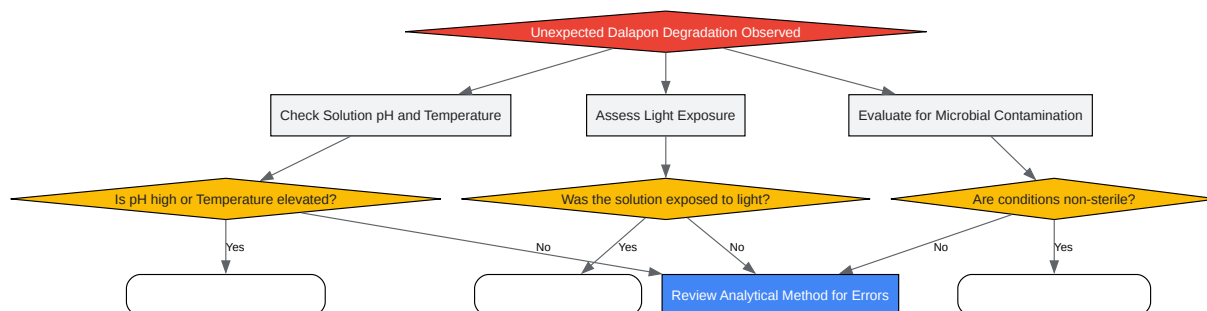 Unexpected Dalapon Degradation Observed
Check Solution pH and Temperature
Assess Light Exposure
Evaluate for Microbial Contamination
Is pH high or Temperature elevated?
Was the solution exposed to light?
Are conditions non-sterile?
Yes
No
Yes
No
No
Yes
Review Analytical Method for Errors